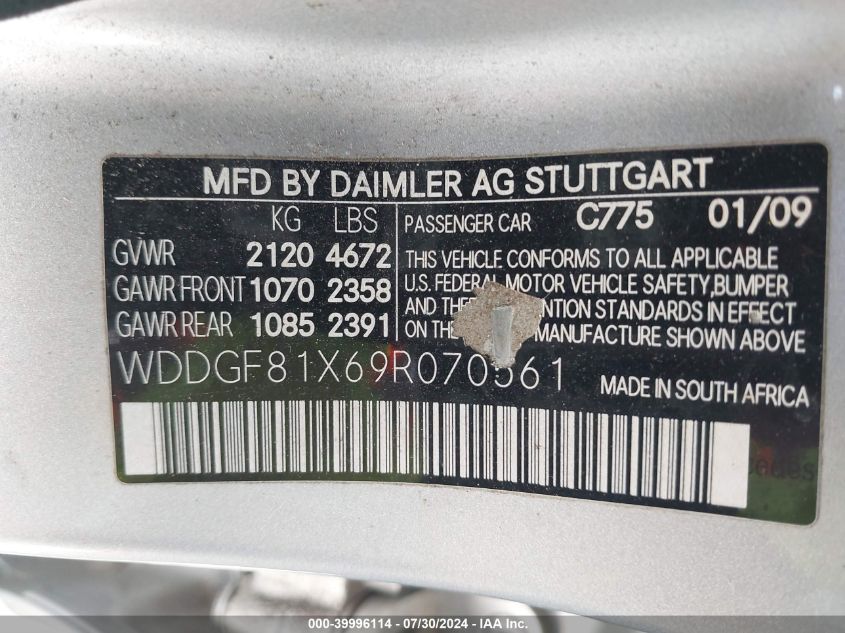 MFD BY DAIMLER AG STUTTGART
KG LBS
GVWR 2120 4672
GAWR FRONT 1070 2358
GAWR REAR 1085 2391
PASSENGER CAR C775 01/09
THIS VEHICLE CONFORMS TO ALL APPLICABLE
U.S. FEDERAL MOTOR VEHICLE SAFETY,BUMPER
AND STANDARDS IN EFFECT
ON THE MANUFACTURE SHOWN ABOVE
WDDGF81X69R070561
MADE IN SOUTH AFRICA
000-39996114 - 07/30/2024 - IAA Inc.